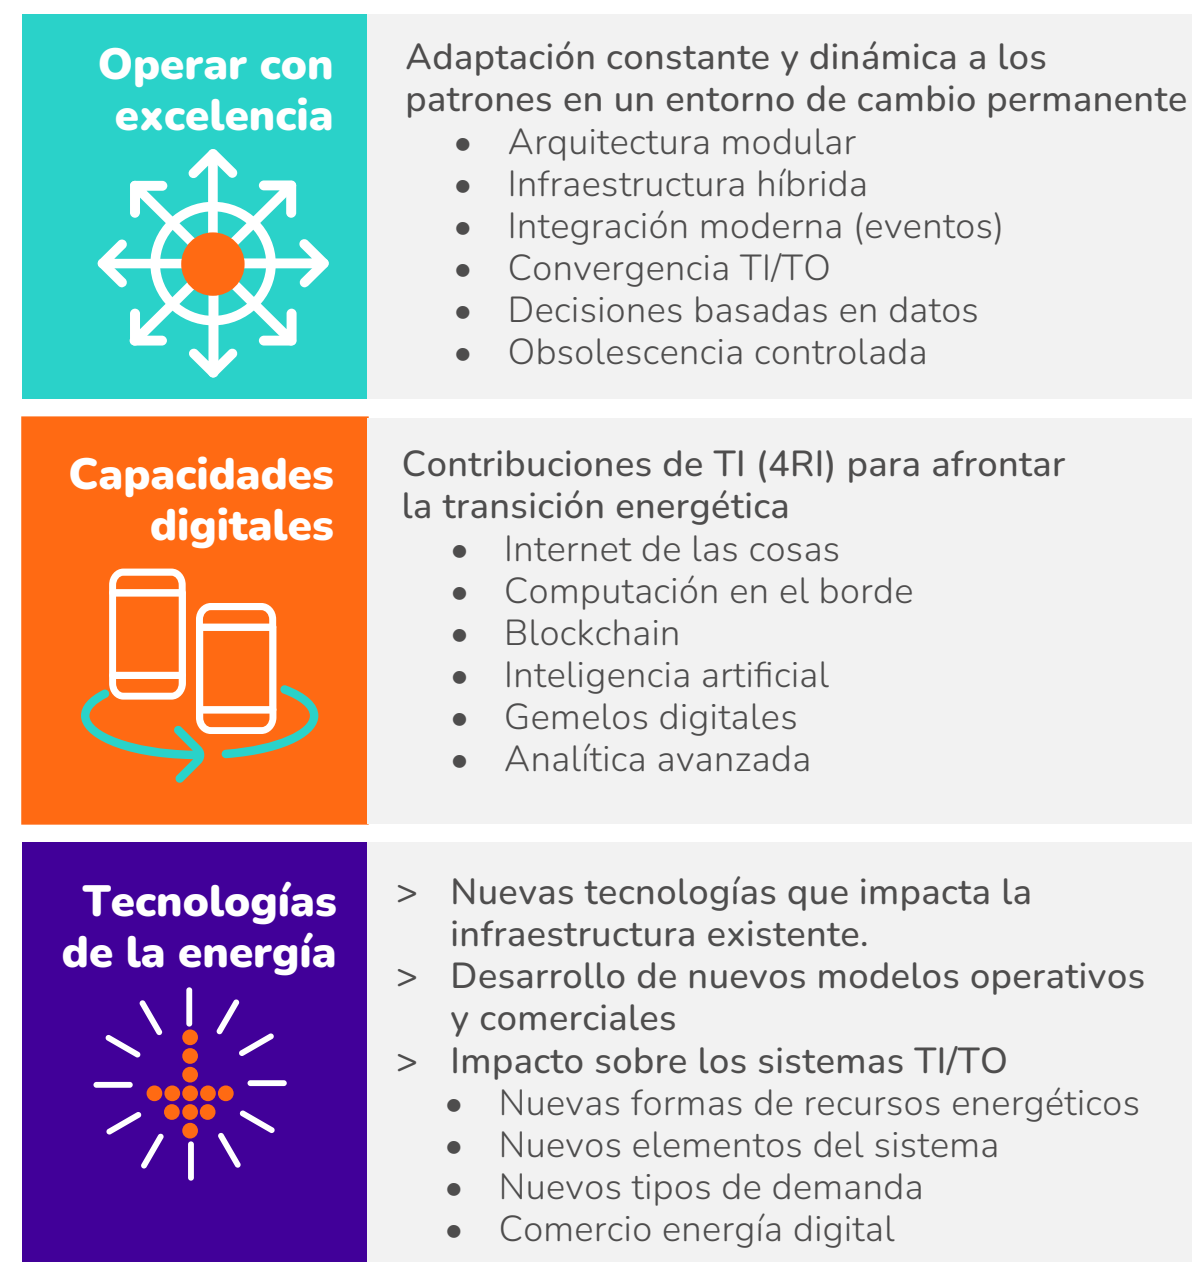 Operar con
excelencia
Adaptación constante y dinámica a los
patrones en un entorno de cambio permanente
• Arquitectura modular
• Infraestructura híbrida
• Integración moderna (eventos)
• Convergencia TI/TO
• Decisiones basadas en datos
• Obsolescencia controlada
Capacidades
digitales
Contribuciones de TI (4RI) para afrontar
la transición energética
• Internet de las cosas
• Computación en el borde
• Blockchain
• Inteligencia artificial
• Gemelos digitales
• Analítica avanzada
Tecnologías
de la energía
> Nuevas tecnologías que impacta la
infraestructura existente.
> Desarrollo de nuevos modelos operativos
y comerciales
> Impacto sobre los sistemas TI/TO
• Nuevas formas de recursos energéticos
• Nuevos elementos del sistema
• Nuevos tipos de demanda
• Comercio energía digital